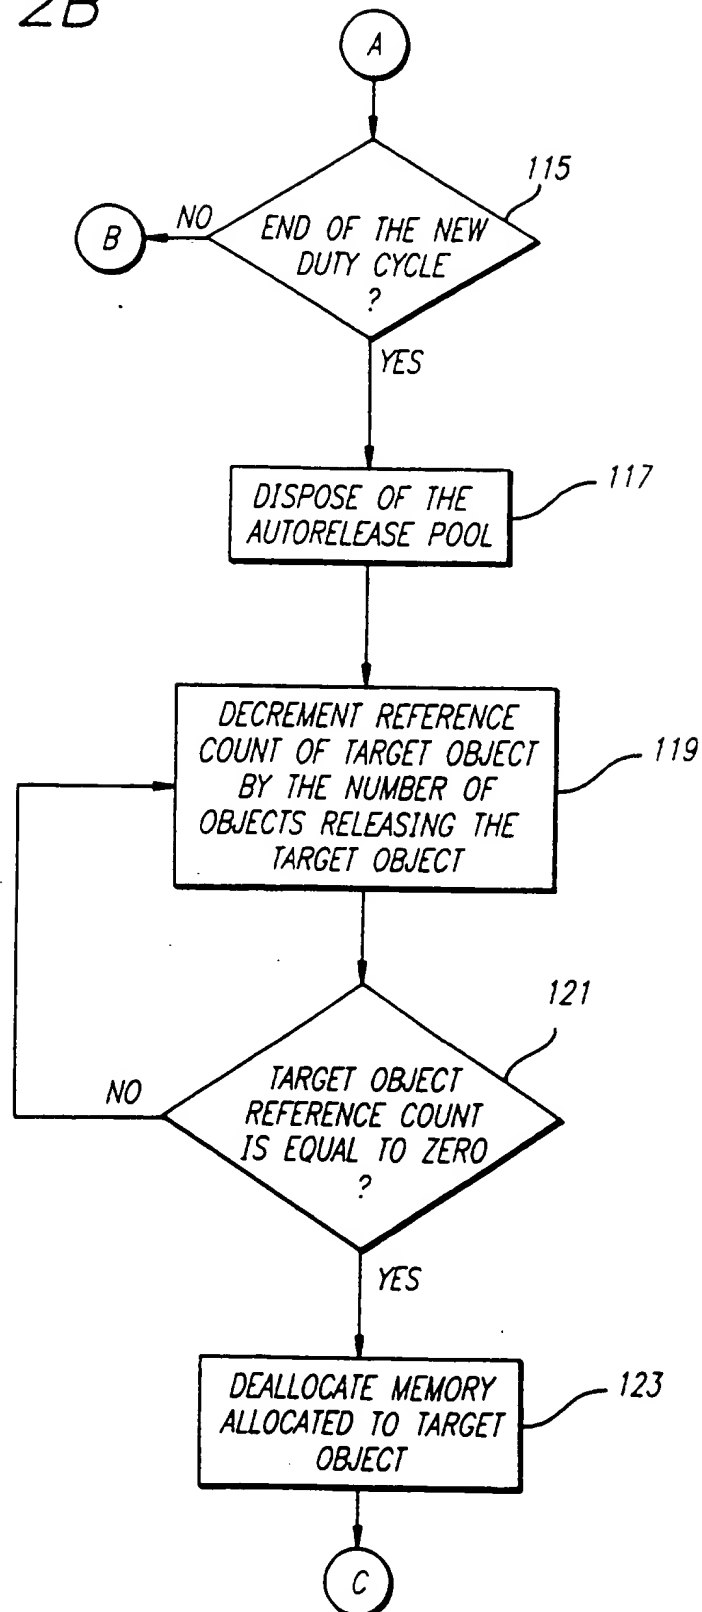 2B
A
115
NO
B
END OF THE NEW
DUTY CYCLE
?
YES
117
DISPOSE OF THE
AUTORELEASE POOL
DECREMENT REFERENCE
COUNT OF TARGET OBJECT
BY THE NUMBER OF
OBJECTS RELEASING THE
TARGET OBJECT
119
121
NO
TARGET OBJECT
REFERENCE COUNT
IS EQUAL TO ZERO
?
YES
DEALLOCATE MEMORY
ALLOCATED TO TARGET
OBJECT
123
C